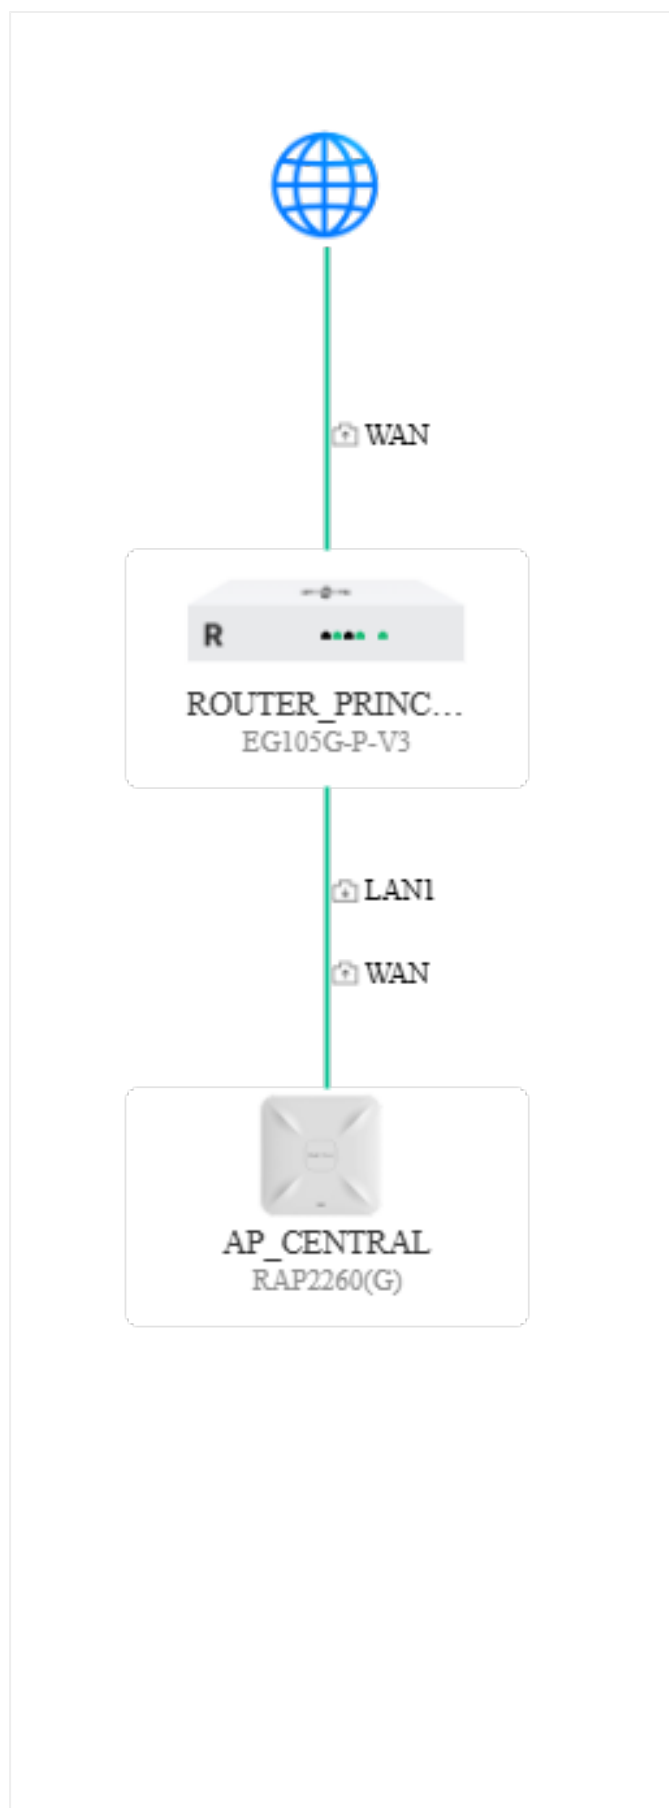 WAN
R
ROUTER_PRINC...
EG105G-P-V3
LAN1
WAN
AP_CENTRAL
RAP2260(G)